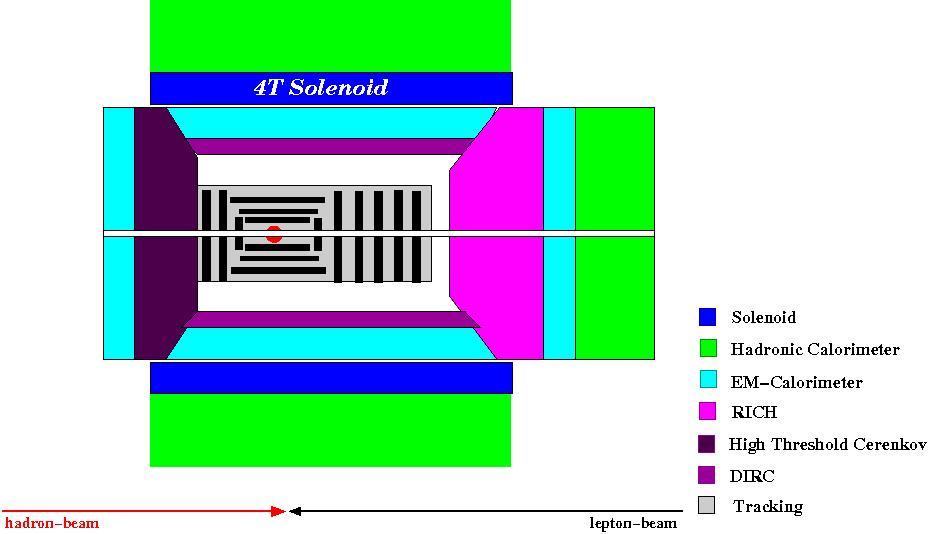 4T Solenoid
Solenoid
Hadronic Calorimeter
EM-Calorimeter
RICH
High Threshold Cerenkov
DIRC
Tracking
hadron-beam
lepton-beam